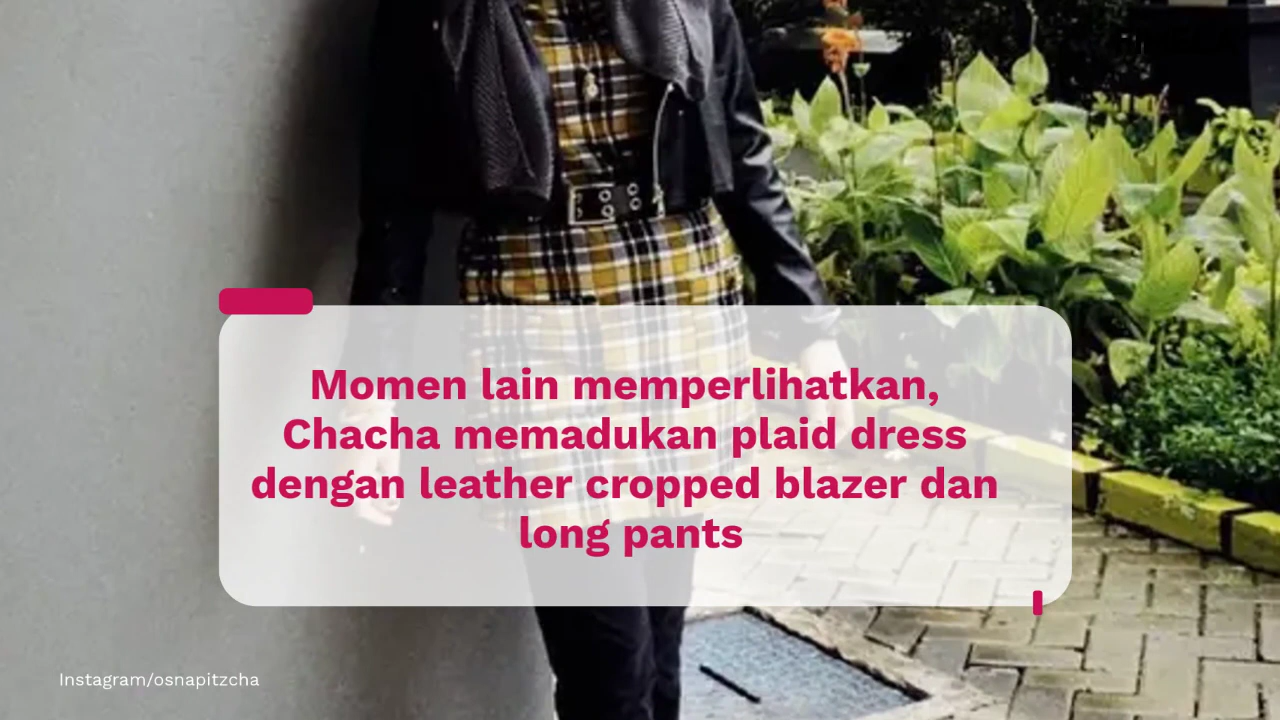 Momen lain memperlihatkan,
Chacha memadukan plaid dress
dengan leather cropped blazer dan
long pants
Instagram/osnapitzcha